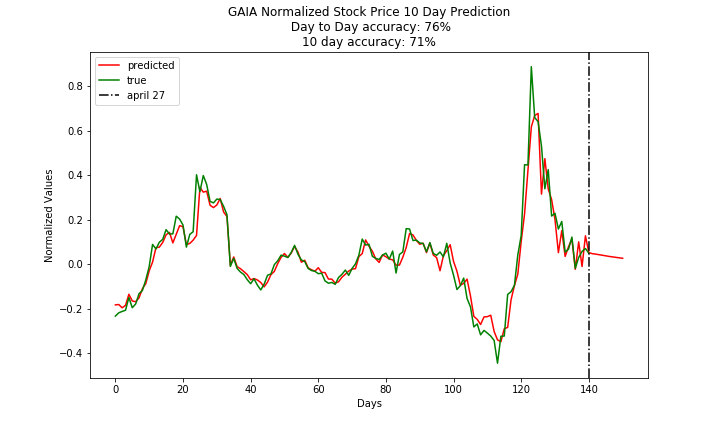 GAIA Normalized Stock Price 10 Day Prediction
Day to Day accuracy: 76%
10 day accuracy: 71%
predicted
true
april 27
Normalized Values
0.8
0.6
0.4
0.2
0.0
−0.2
−0.4
0 20 40 60 80 100 120 140
Days